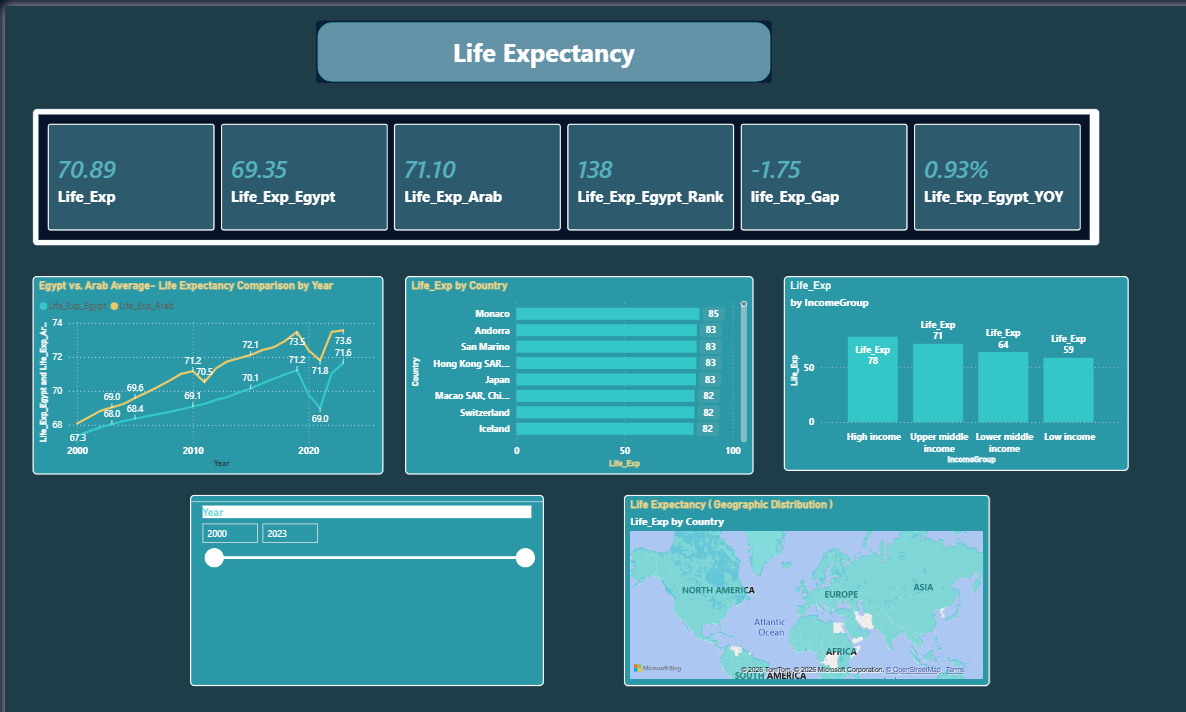 Life Expectancy
70.89
Life_Exp
69.35
Life_Exp_Egypt
71.10
Life_Exp_Arab
138
Life_Exp_Egypt_Rank
-1.75
life_Exp_Gap
0.93%
Life_Exp_Egypt_YOY
Egypt vs. Arab Average- Life Expectancy Comparison by Year
Life_Exp_Egypt Life_Exp_Arab
Life_Exp_Egypt and Life_Exp_Ar...
74
72
70
68
67.3
69.0
68.0
69.6
68.4
71.2
70.5
69.1
72.1
70.1
73.5
71.2
71.8
69.0
73.6
71.6
2000 2010 2020
Year
Life_Exp by Country
Country
Monaco 85
Andorra 83
San Marino 83
Hong Kong SAR... 83
Japan 83
Macao SAR, Chi... 82
Switzerland 82
Iceland 82
0 50 100
Life_Exp
Life_Exp
by IncomeGroup
Life_Exp
50
0
Life_Exp
78
Life_Exp
71
Life_Exp
64
Life_Exp
59
High income
Upper middle
income
Lower middle
income
Low income
IncomeGroup
Year
2000 2023
Life Expectancy ( Geographic Distribution )
Life_Exp by Country
NORTH AMERICA
EUROPE
ASIA
Atlantic
Ocean
AFRICA
SOUTH AMERICA
Microsoft Bing
© 2026 TomTom, © 2026 Microsoft Corporation, © OpenStreetMap Terms